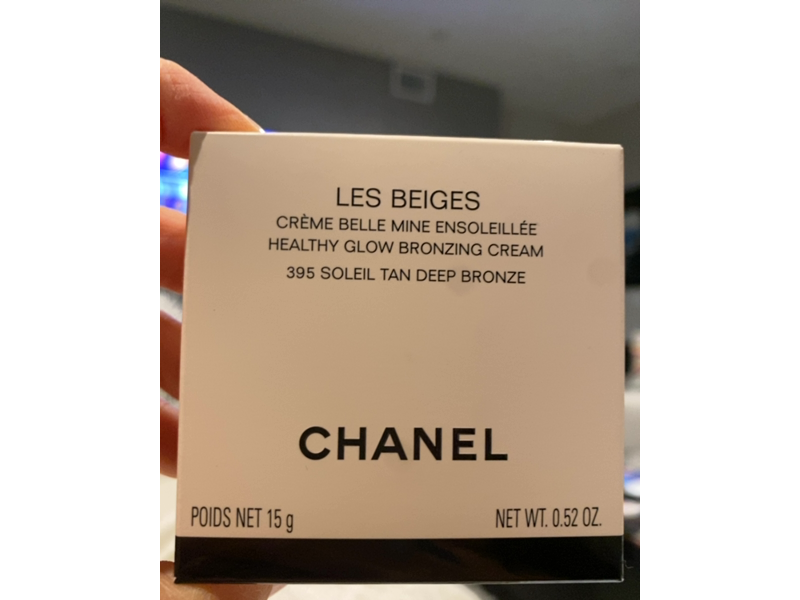 LES BEIGES
CRÈME BELLE MINE ENSOLEILLÉE
HEALTHY GLOW BRONZING CREAM
395 SOLEIL TAN DEEP BRONZE
CHANEL
POIDS NET 15 g NET WT. 0.52 OZ.